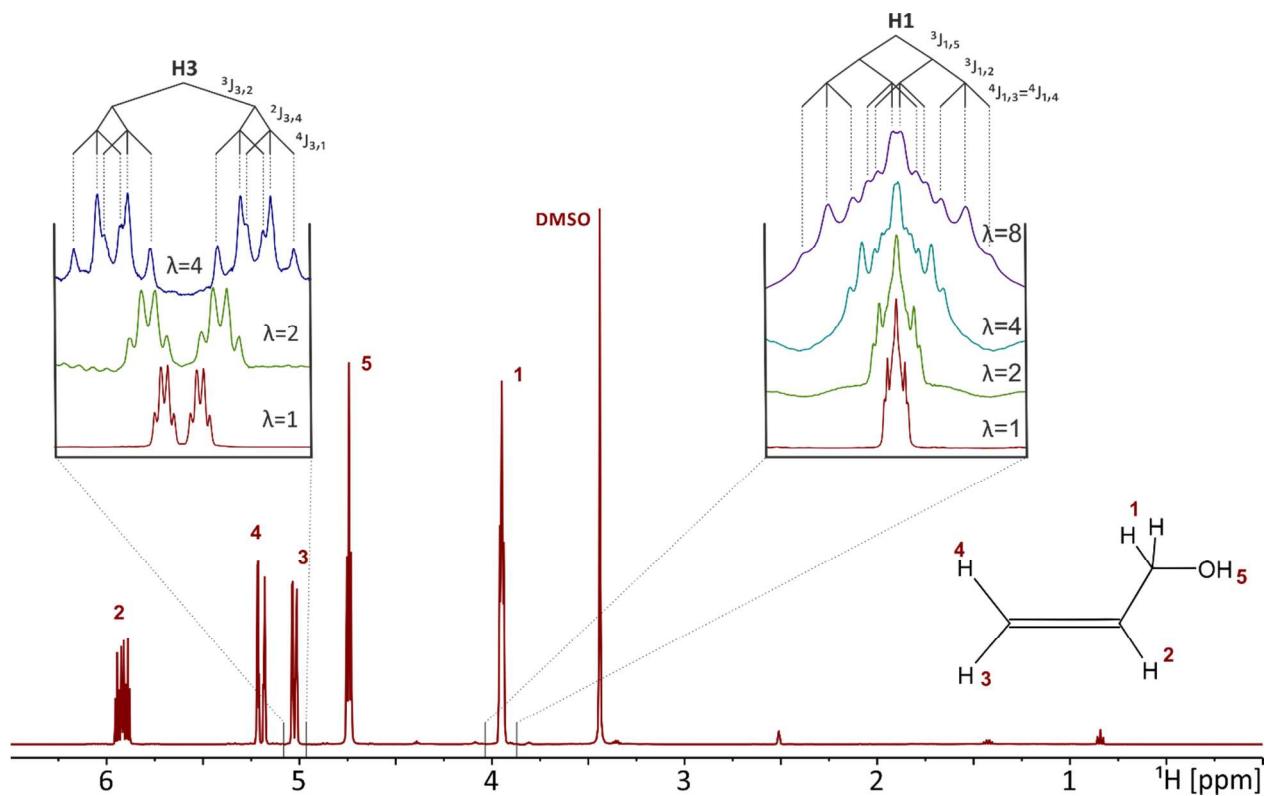 H3
³J₃,₂
²J₃,₄
⁴J₃,₁
λ=4
λ=2
λ=1
H1
³J₁,₅
³J₁,₂
⁴J₁,₃=⁴J₁,₄
λ=8
λ=4
λ=2
λ=1
DMSO
2
4
3
5
1
1
H H
4
H
OH 5
H 3
H 2
6 5 4 3 2 1 ¹H [ppm]